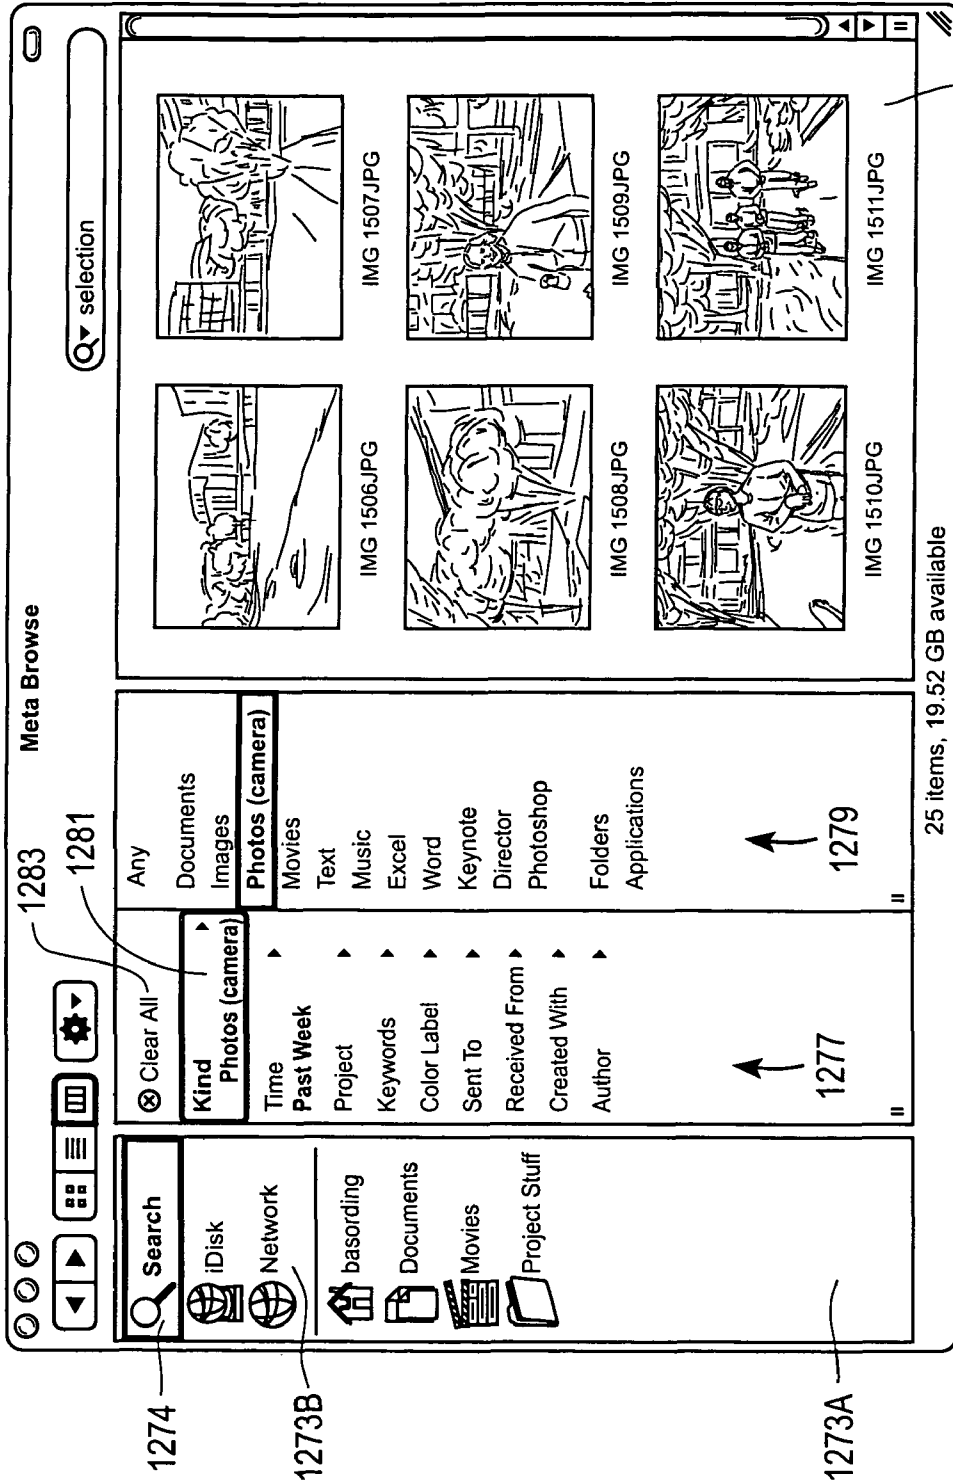 Meta Browse
selection
1283
1281
1274
1273B
1273A
Search
iDisk
Network
basording
Documents
Movies
Project Stuff
Clear All
Kind
Photos (camera)
Time
Past Week
Project
Keywords
Color Label
Sent To
Received From
Created With
Author
1277
Any
Documents
Images
Photos (camera)
Movies
Text
Music
Excel
Word
Keynote
Director
Photoshop
Folders
Applications
1279
IMG 1506JPG
IMG 1507JPG
IMG 1508JPG
IMG 1509JPG
IMG 1510JPG
IMG 1511JPG
25 items, 19.52 GB available